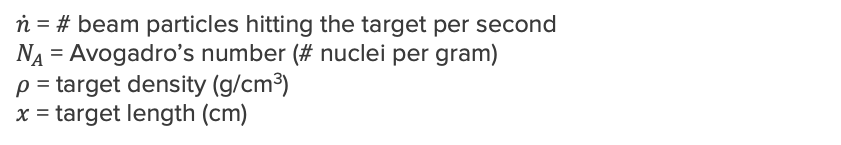 ṅ = # beam particles hitting the target per second
N_A = Avogadro's number (# nuclei per gram)
ρ = target density (g/cm³)
x = target length (cm)